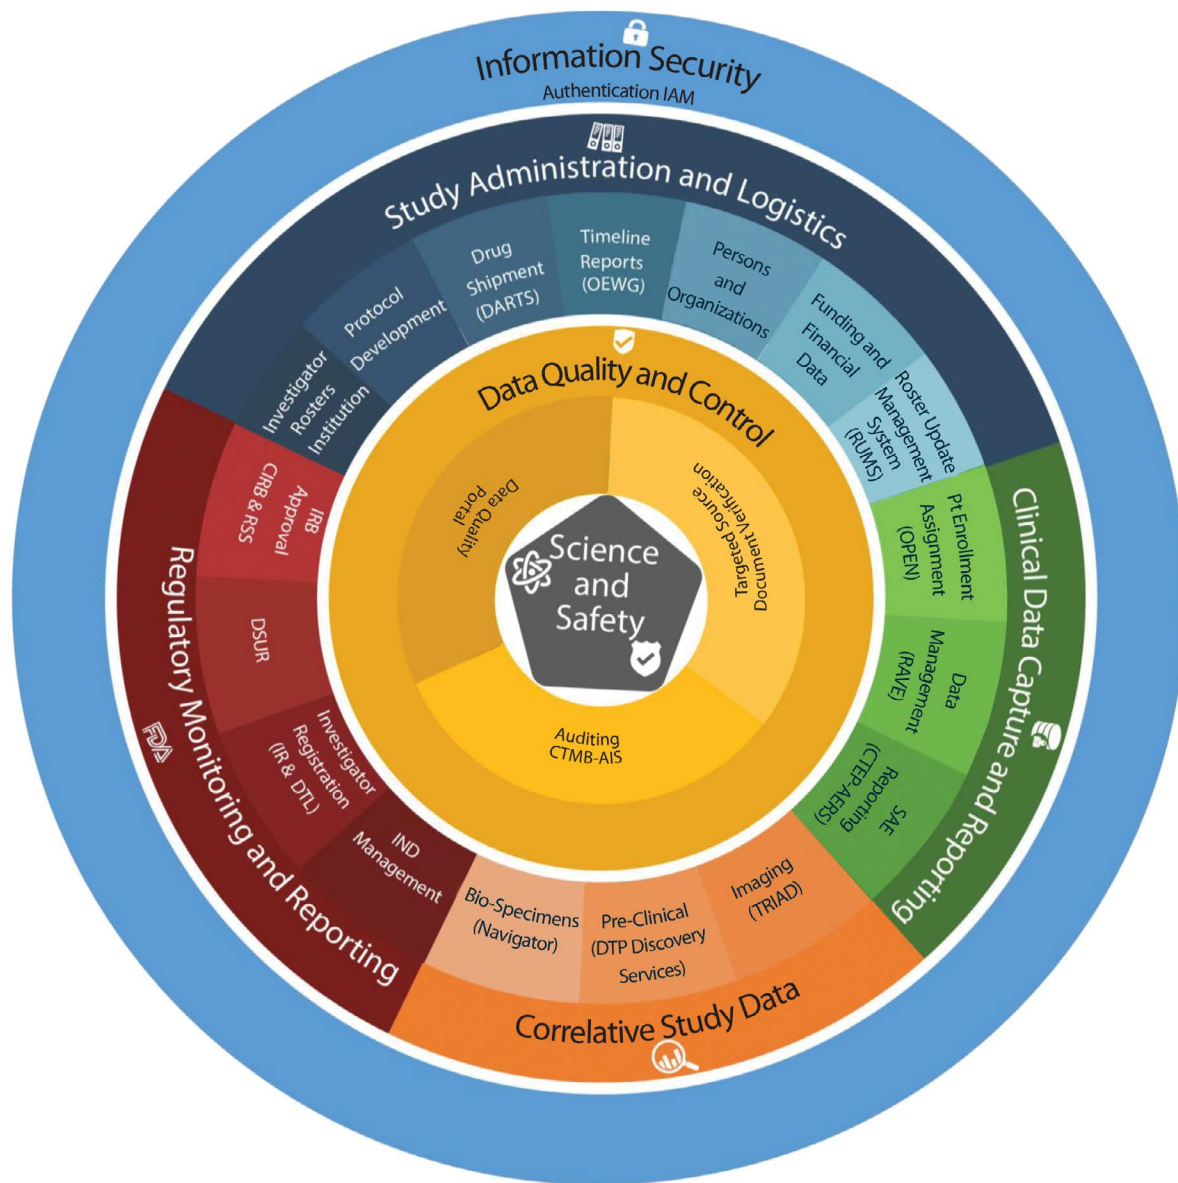 Information Security
Authentication IAM
Study Administration and Logistics
Investigator
Rosters
Institution
Protocol
Development
Drug
Shipment
(DARTS)
Timeline
Reports
(OEWG)
Persons
and
Organizations
Funding and
Financial
Data
Roster Update
Management
System
(RUMS)
Clinical Data Capture and Reporting
Pt Enrollment
Assignment
(OPEN)
Data
Management
(RAVE)
SAE
Reporting
(CTEP-AERS)
Correlative Study Data
Imaging
(TRIAD)
Pre-Clinical
(DTP Discovery
Services)
Bio-Specimens
(Navigator)
Regulatory Monitoring and Reporting
FDA
IND
Management
Investigator
Registration
(IR & DTL)
DSUR
IRB
Approval
CIRB & RSS
Data Quality and Control
Data Quality
Portal
Targeted Source
Document Verification
Auditing
CTMB-AIS
Science
and
Safety